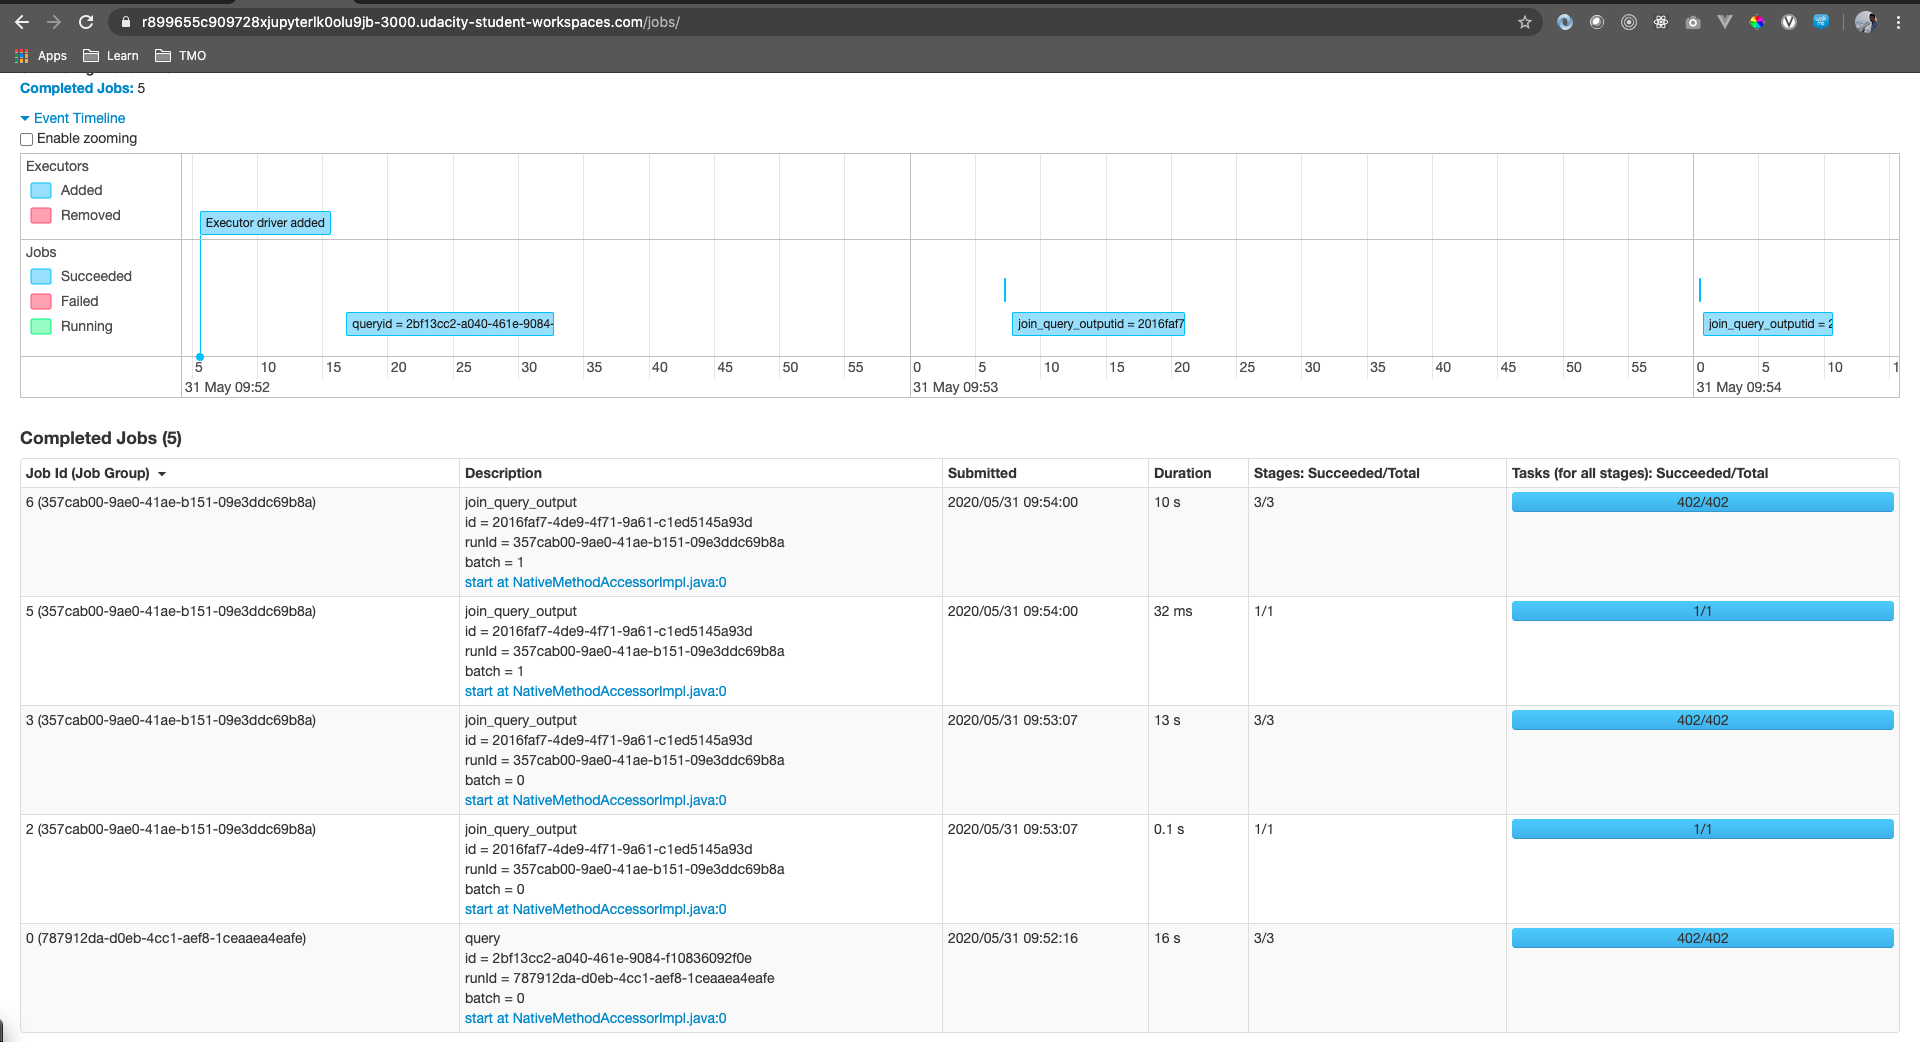 r899655c909728xjupyterlk0olu9jb-3000.udacity-student-workspaces.com/jobs/
Apps Learn TMO
Completed Jobs: 5
Event Timeline
Enable zooming
Executors
Added
Removed
Executor driver added
Jobs
Succeeded
Failed
Running
queryid = 2bf13cc2-a040-461e-9084-
join_query_outputid = 2016faf7
join_query_outputid = 2
5 10 15 20 25 30 35 40 45 50 55 0 5 10 15 20 25 30 35 40 45 50 55 0 5 10 1
31 May 09:52 31 May 09:53 31 May 09:54
Completed Jobs (5)
Job Id (Job Group) Description Submitted Duration Stages: Succeeded/Total Tasks (for all stages): Succeeded/Total
6 (357cab00-9ae0-41ae-b151-09e3ddc69b8a) join_query_output 2020/05/31 09:54:00 10 s 3/3 402/402
id = 2016faf7-4de9-4f71-9a61-c1ed5145a93d
runId = 357cab00-9ae0-41ae-b151-09e3ddc69b8a
batch = 1
start at NativeMethodAccessorImpl.java:0
5 (357cab00-9ae0-41ae-b151-09e3ddc69b8a) join_query_output 2020/05/31 09:54:00 32 ms 1/1 1/1
id = 2016faf7-4de9-4f71-9a61-c1ed5145a93d
runId = 357cab00-9ae0-41ae-b151-09e3ddc69b8a
batch = 1
start at NativeMethodAccessorImpl.java:0
3 (357cab00-9ae0-41ae-b151-09e3ddc69b8a) join_query_output 2020/05/31 09:53:07 13 s 3/3 402/402
id = 2016faf7-4de9-4f71-9a61-c1ed5145a93d
runId = 357cab00-9ae0-41ae-b151-09e3ddc69b8a
batch = 0
start at NativeMethodAccessorImpl.java:0
2 (357cab00-9ae0-41ae-b151-09e3ddc69b8a) join_query_output 2020/05/31 09:53:07 0.1 s 1/1 1/1
id = 2016faf7-4de9-4f71-9a61-c1ed5145a93d
runId = 357cab00-9ae0-41ae-b151-09e3ddc69b8a
batch = 0
start at NativeMethodAccessorImpl.java:0
0 (787912da-d0eb-4cc1-aef8-1ceaaea4eafe) query 2020/05/31 09:52:16 16 s 3/3 402/402
id = 2bf13cc2-a040-461e-9084-f10836092f0e
runId = 787912da-d0eb-4cc1-aef8-1ceaaea4eafe
batch = 0
start at NativeMethodAccessorImpl.java:0